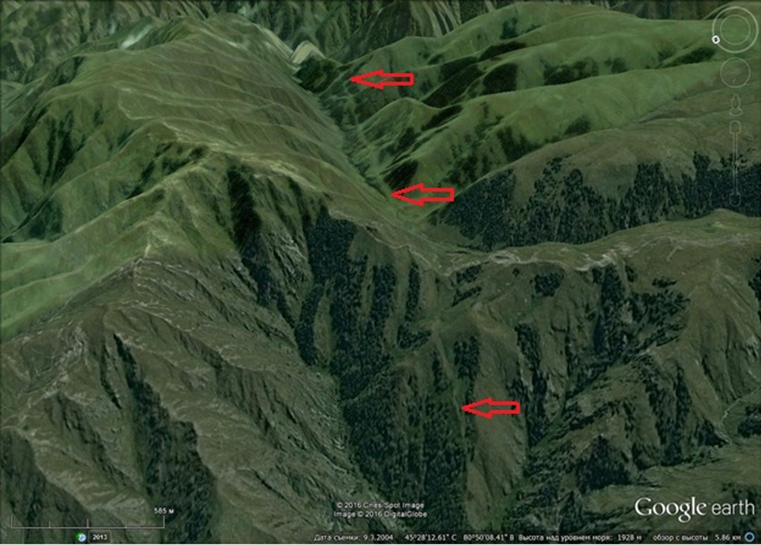 585 м
© 2016 Cnes/Spot Image
Image © 2016 DigitalGlobe
Google earth
2013
Дата съемки: 9.3.2004 45°28'12.61" С 80°50'08.41" В Высота над уровнем моря: 1928 м обзор с высоты 5.86 км